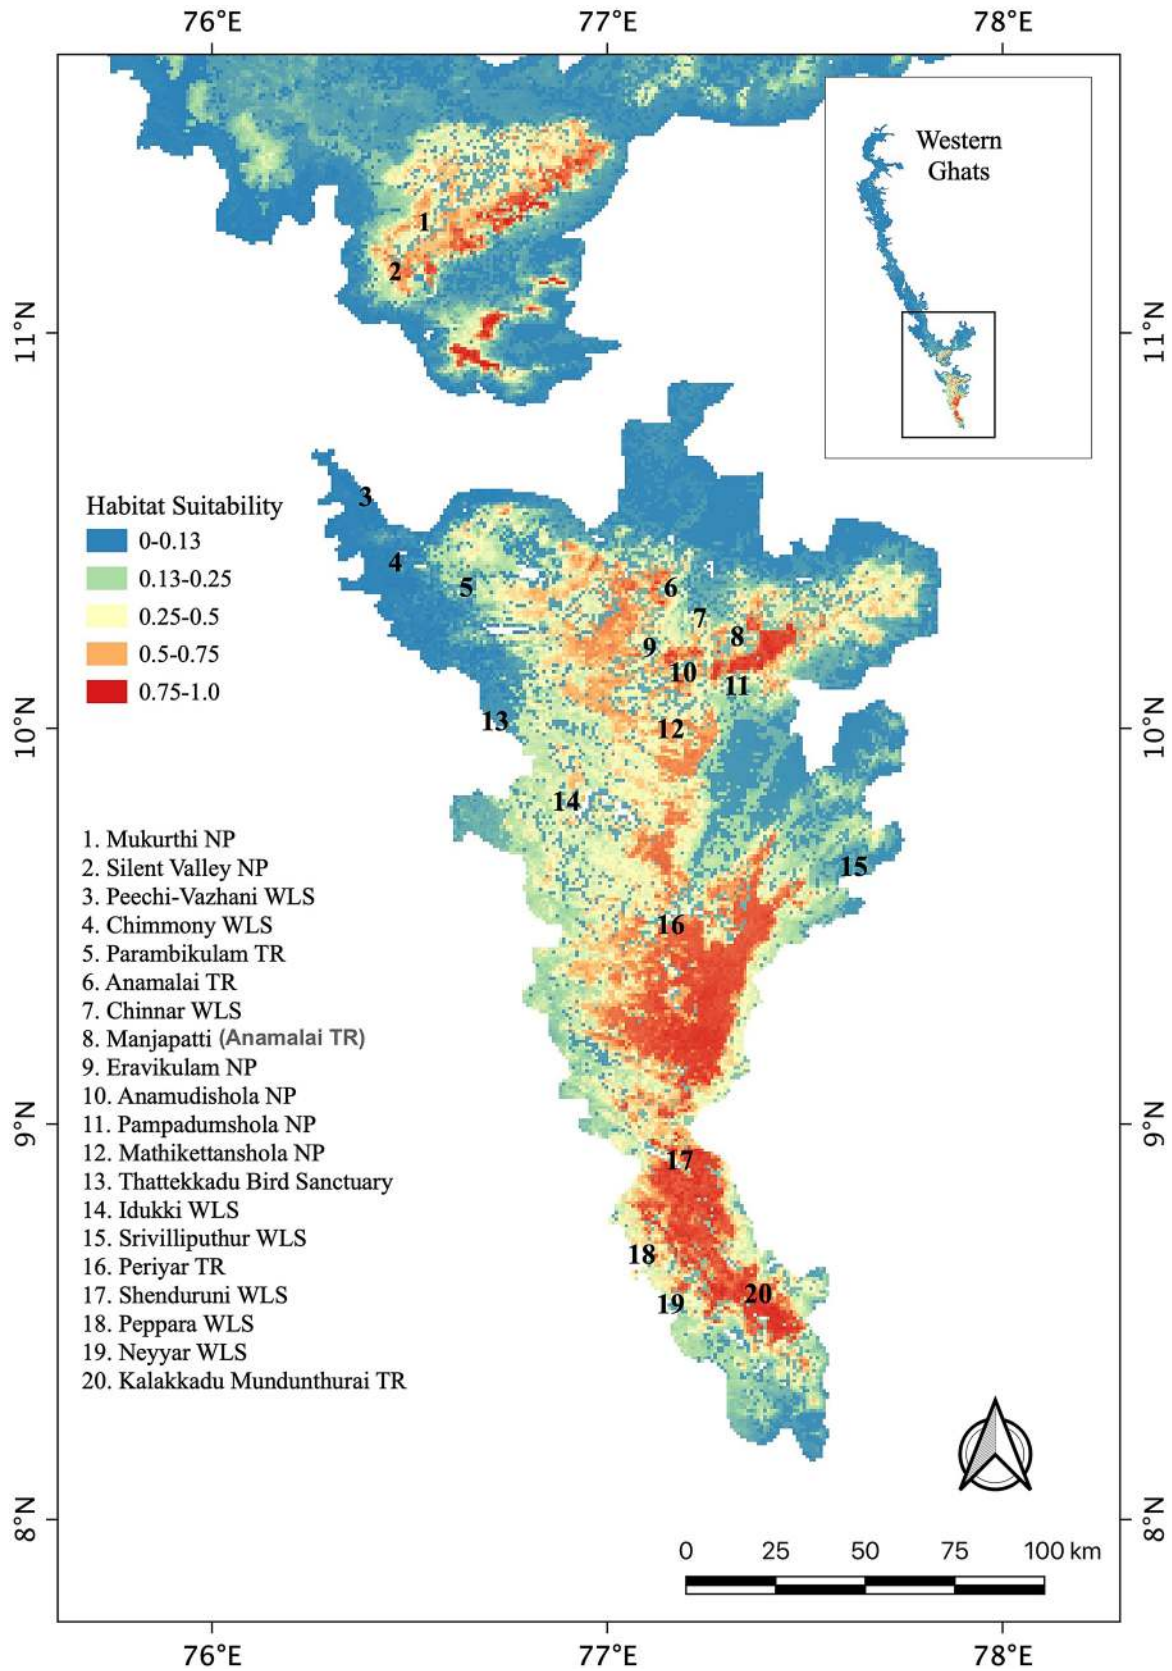 76°E 77°E 78°E
Western
Ghats
1
2
11°N 11°N
3
Habitat Suitability
0-0.13
0.13-0.25
0.25-0.5
0.5-0.75
0.75-1.0
4
5
6
7
8
9
10
11
12
10°N 10°N
13
14
15
16
1. Mukurthi NP
2. Silent Valley NP
3. Peechi-Vazhani WLS
4. Chimmony WLS
5. Parambikulam TR
6. Anamalai TR
7. Chinnar WLS
8. Manjapatti (Anamalai TR)
9. Eravikulam NP
10. Anamudishola NP
11. Pampadumshola NP
12. Mathikettanshola NP
13. Thattekkadu Bird Sanctuary
14. Idukki WLS
15. Srivilliputhur WLS
16. Periyar TR
17. Shenduruni WLS
18. Peppara WLS
19. Neyyar WLS
20. Kalakkadu Mundunthurai TR
9°N 9°N
17
18
19
20
8°N 8°N
0 25 50 75 100 km
76°E 77°E 78°E